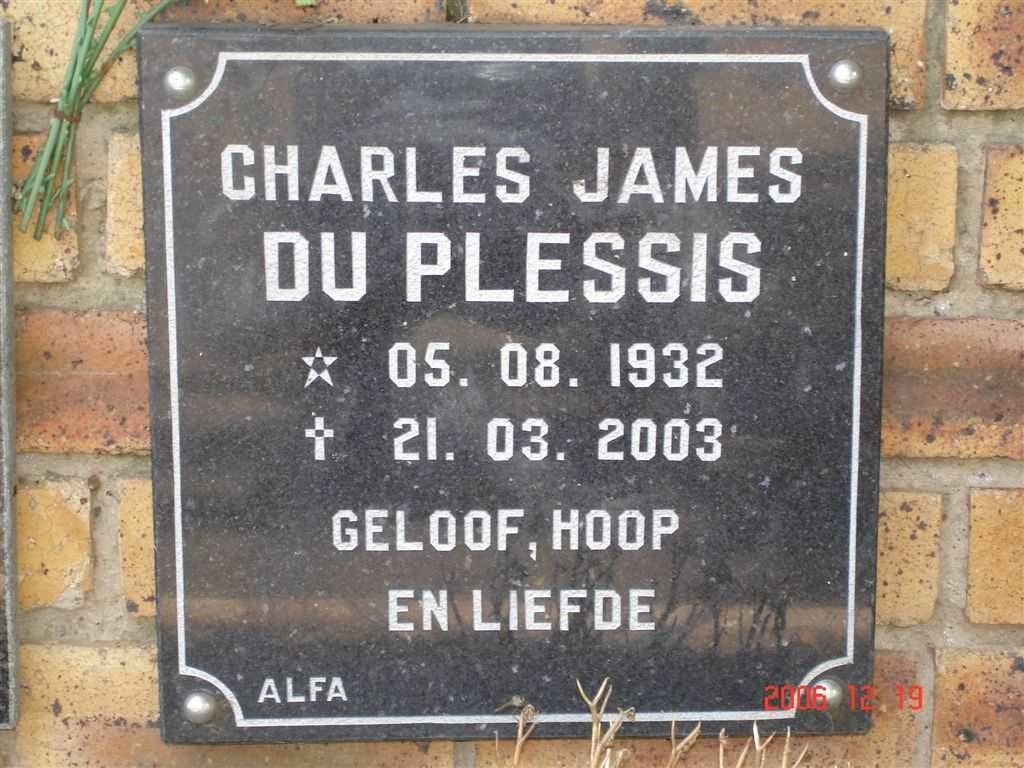 CHARLES JAMES
DU PLESSIS
☆ 05. 08. 1932
✝ 21. 03. 2003
GELOOF, HOOP
EN LIEFDE
ALFA
2006 12 19